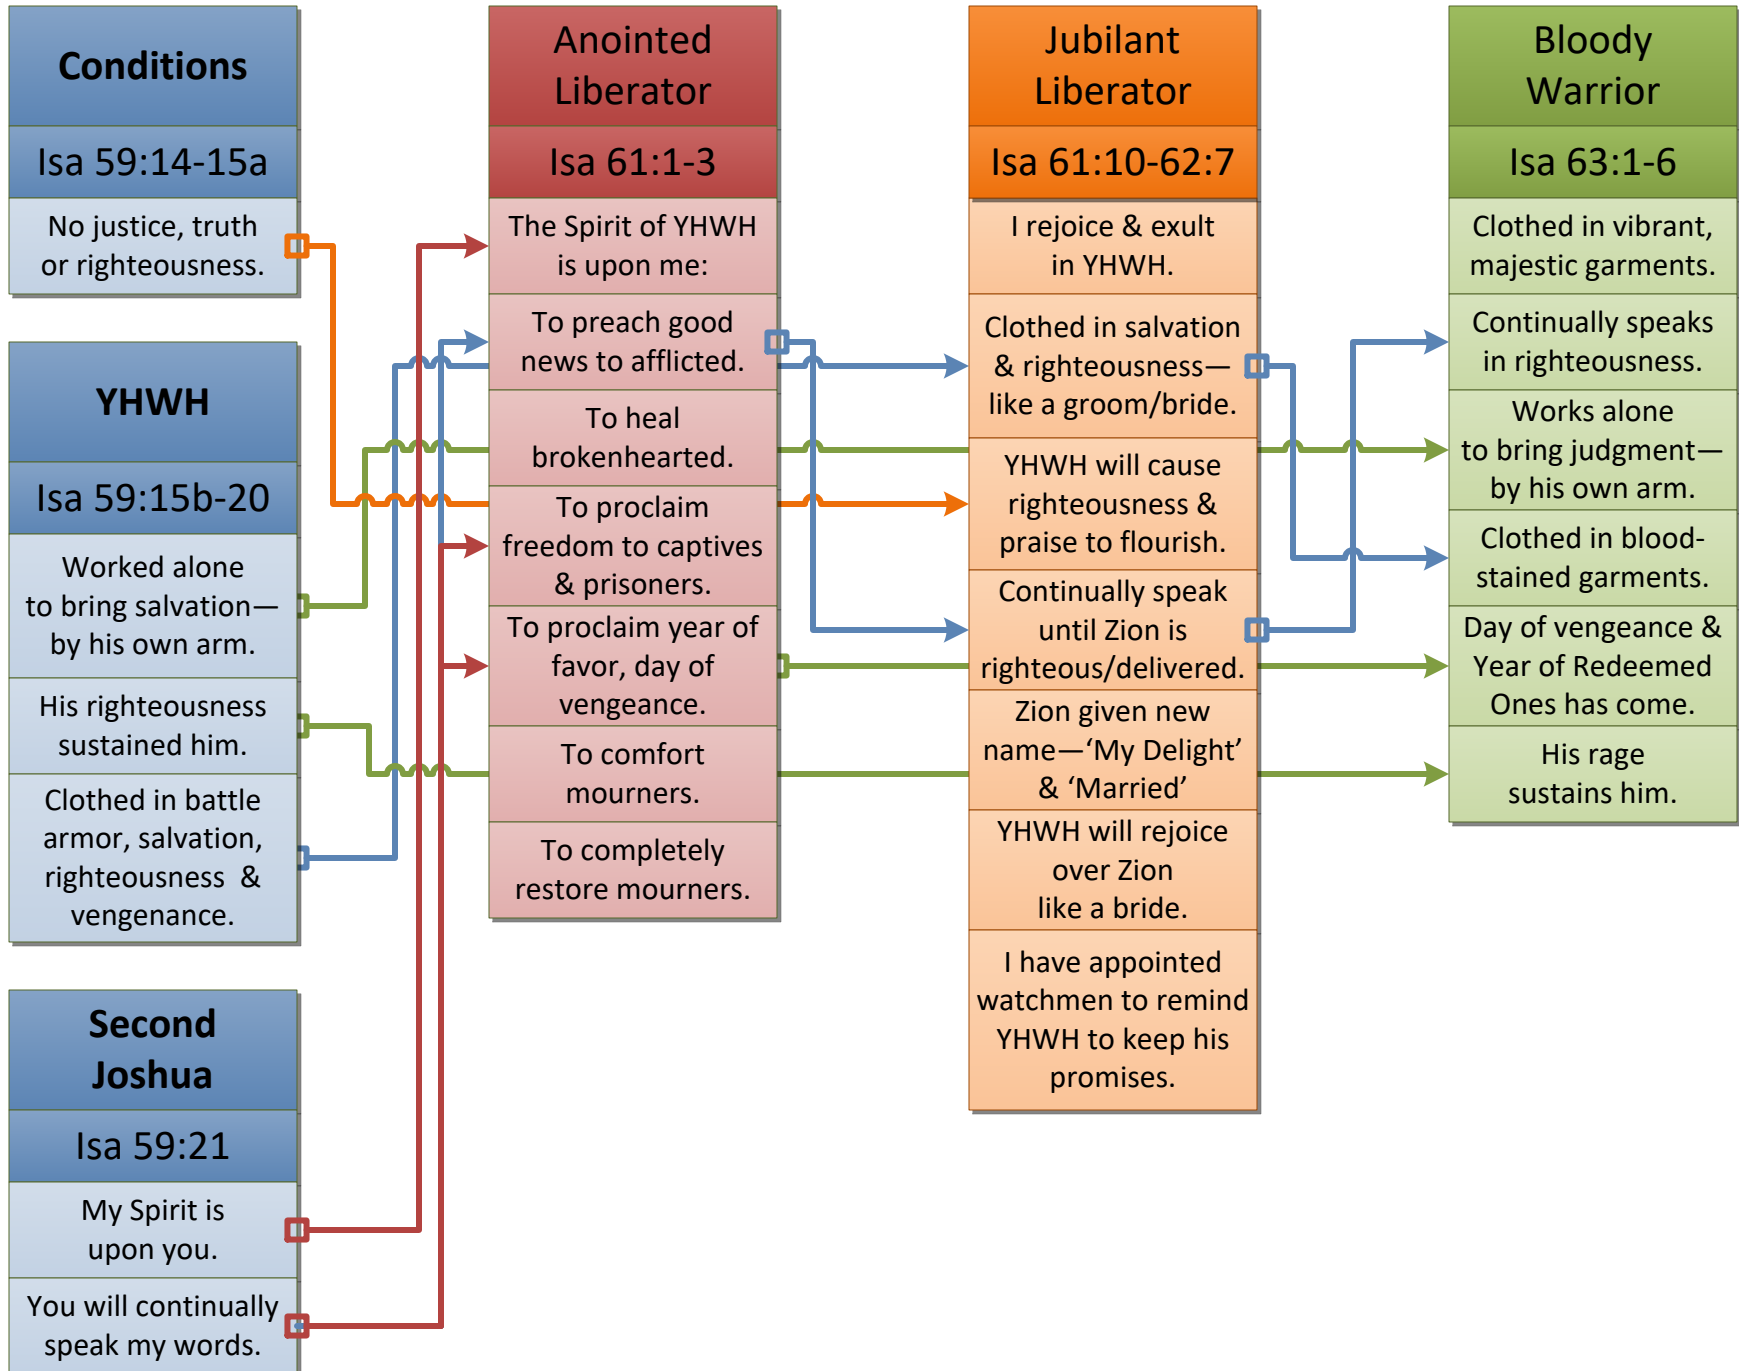 Conditions
Isa 59:14-15a
No justice, truth
or righteousness.
YHWH
Isa 59:15b-20
Worked alone
to bring salvation—
by his own arm.
His righteousness
sustained him.
Clothed in battle
armor, salvation,
righteousness &
vengenance.
Second
Joshua
Isa 59:21
My Spirit is
upon you.
You will continually
speak my words.
Anointed
Liberator
Isa 61:1-3
The Spirit of YHWH
is upon me:
To preach good
news to afflicted.
To heal
brokenhearted.
To proclaim
freedom to captives
& prisoners.
To proclaim year of
favor, day of
vengeance.
To comfort
mourners.
To completely
restore mourners.
Jubilant
Liberator
Isa 61:10-62:7
I rejoice & exult
in YHWH.
Clothed in salvation
& righteousness—
like a groom/bride.
YHWH will cause
righteousness &
praise to flourish.
Continually speak
until Zion is
righteous/delivered.
Zion given new
name—‘My Delight’
& ‘Married’
YHWH will rejoice
over Zion
like a bride.
I have appointed
watchmen to remind
YHWH to keep his
promises.
Bloody
Warrior
Isa 63:1-6
Clothed in vibrant,
majestic garments.
Continually speaks
in righteousness.
Works alone
to bring judgment—
by his own arm.
Clothed in blood-
stained garments.
Day of vengeance &
Year of Redeemed
Ones has come.
His rage
sustains him.